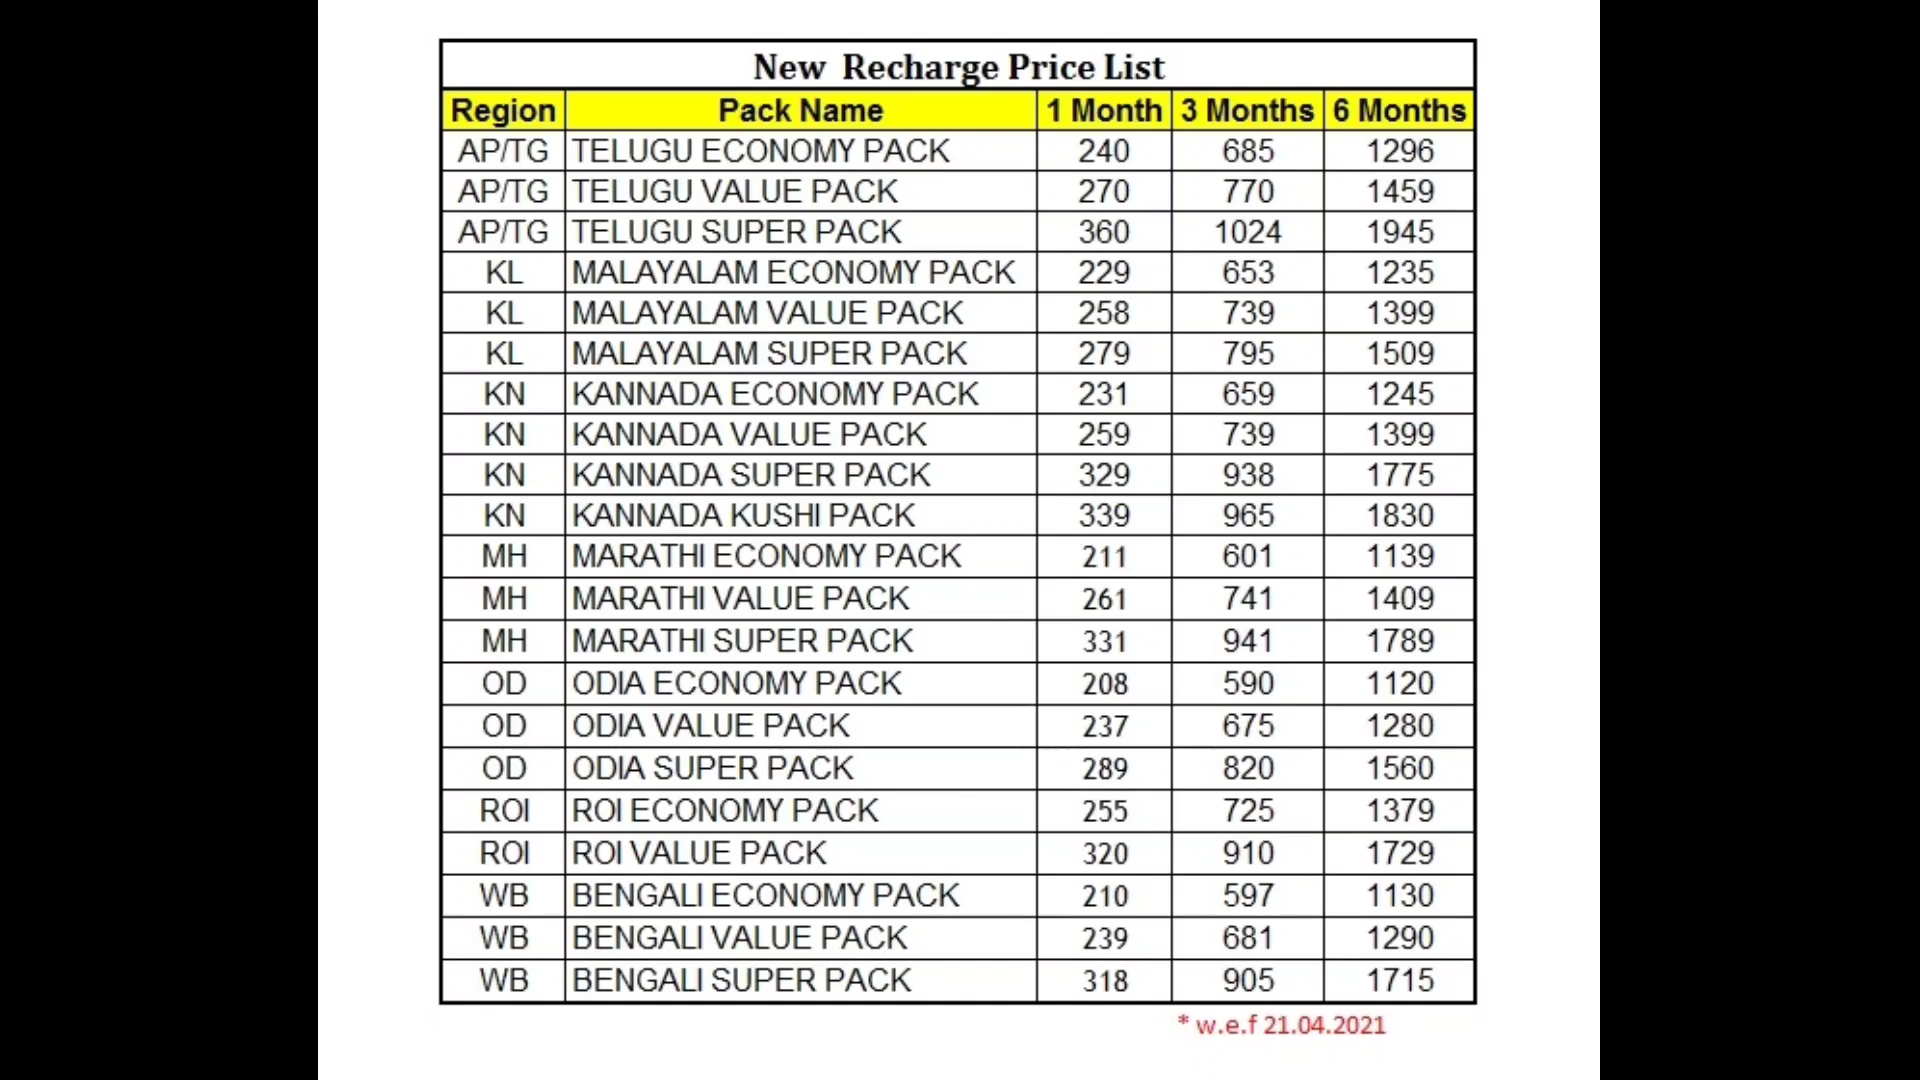 New Recharge Price List
Region Pack Name 1 Month 3 Months 6 Months
AP/TG TELUGU ECONOMY PACK 240 685 1296
AP/TG TELUGU VALUE PACK 270 770 1459
AP/TG TELUGU SUPER PACK 360 1024 1945
KL MALAYALAM ECONOMY PACK 229 653 1235
KL MALAYALAM VALUE PACK 258 739 1399
KL MALAYALAM SUPER PACK 279 795 1509
KN KANNADA ECONOMY PACK 231 659 1245
KN KANNADA VALUE PACK 259 739 1399
KN KANNADA SUPER PACK 329 938 1775
KN KANNADA KUSHI PACK 339 965 1830
MH MARATHI ECONOMY PACK 211 601 1139
MH MARATHI VALUE PACK 261 741 1409
MH MARATHI SUPER PACK 331 941 1789
OD ODIA ECONOMY PACK 208 590 1120
OD ODIA VALUE PACK 237 675 1280
OD ODIA SUPER PACK 289 820 1560
ROI ROI ECONOMY PACK 255 725 1379
ROI ROI VALUE PACK 320 910 1729
WB BENGALI ECONOMY PACK 210 597 1130
WB BENGALI VALUE PACK 239 681 1290
WB BENGALI SUPER PACK 318 905 1715
* w.e.f 21.04.2021